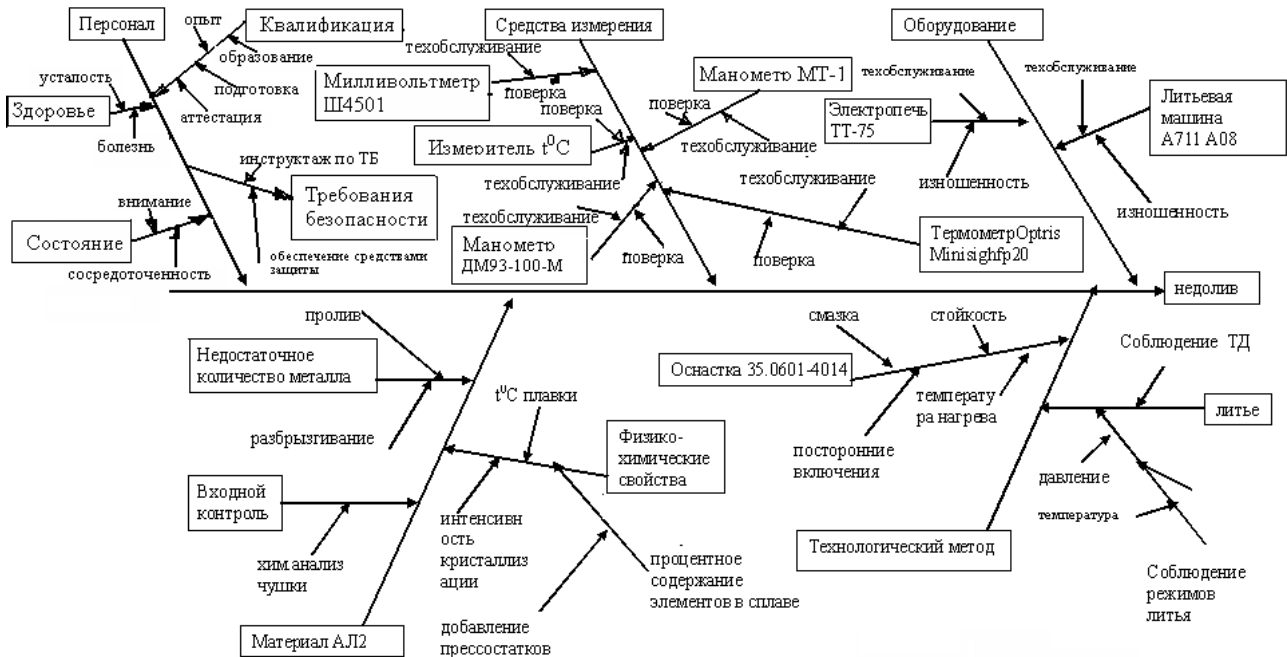 Персонал
опыт
Квалификация
образование
подготовка
аттестация
усталость
Здоровье
болезнь
инструктаж по ТБ
Требования
безопасности
внимание
Состояние
сосредоточенность
обеспечение средствами
защиты
Средства измерения
техобслуживание
Милливольтметр
Ш4501
поверка
поверка
Манометр МТ-1
поверка
техобслуживание
Измеритель t⁰C
техобслуживание
техобслуживание
техобслуживание
Манометр
ДМ93-100-М
поверка
поверка
ТермометрOptris
Minisighfp20
Оборудование
техобслуживание
Электропечь
ТТ-75
изношенность
техобслуживание
Литьевая
машина
А711 А08
изношенность
недолив
пролив
Недостаточное
количество металла
разбрызгивание
t⁰C плавки
Физико-
химические
свойства
Входной
контроль
хим.анализ
чушки
интенсивн
ость
кристаллиз
ации
процентное
содержание
элементов в сплаве
добавление
прессостатков
Материал АЛ2
смазка
стойкость
Оснастка 35.0601-4014
температу
ра нагрева
посторонние
включения
Соблюдение ТД
литье
давление
температура
Технологический метод
Соблюдение
режимов
литья